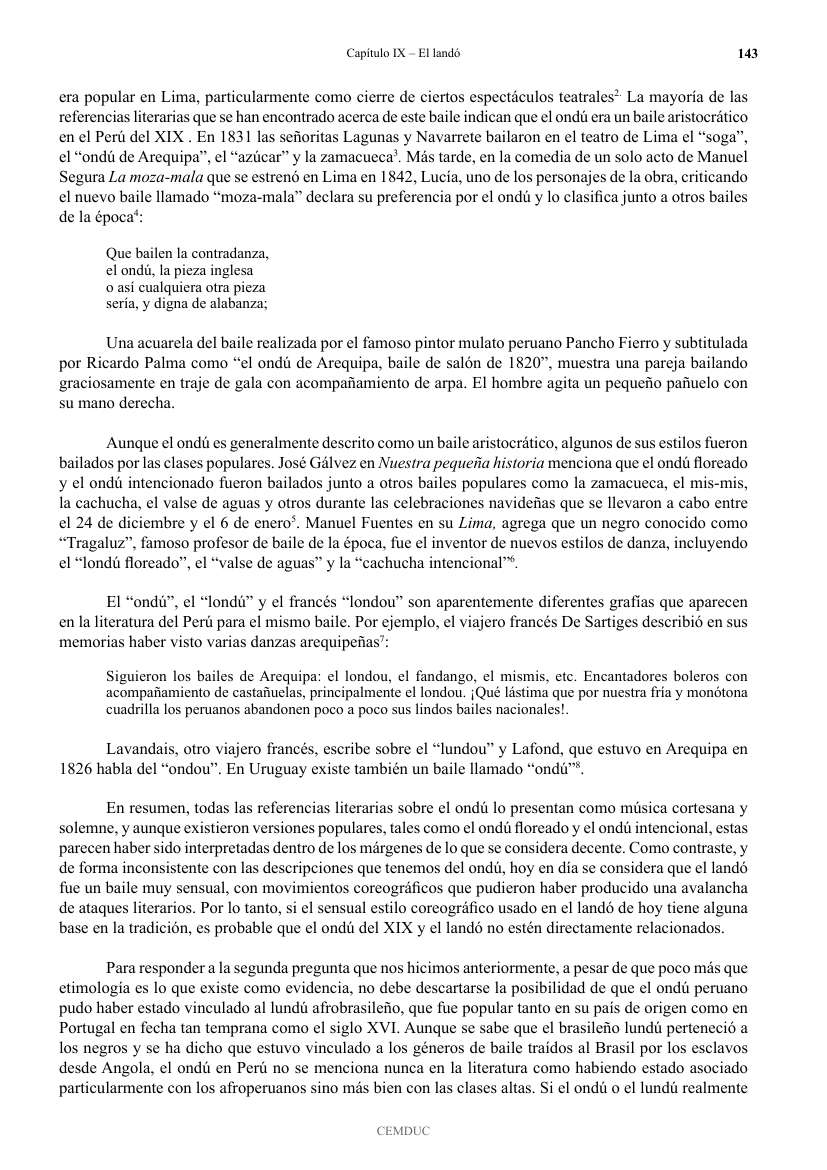 Capítulo IX – El landó
143
era popular en Lima, particularmente como cierre de ciertos espectáculos teatrales2. La mayoría de las
referencias literarias que se han encontrado acerca de este baile indican que el ondú era un baile aristocrático
en el Perú del XIX . En 1831 las señoritas Lagunas y Navarrete bailaron en el teatro de Lima el “soga”,
el “ondú de Arequipa”, el “azúcar” y la zamacueca3. Más tarde, en la comedia de un solo acto de Manuel
Segura La moza-mala que se estrenó en Lima en 1842, Lucía, uno de los personajes de la obra, criticando
el nuevo baile llamado “moza-mala” declara su preferencia por el ondú y lo clasifica junto a otros bailes
de la época4:
Que bailen la contradanza,
el ondú, la pieza inglesa
o así cualquiera otra pieza
sería, y digna de alabanza;
Una acuarela del baile realizada por el famoso pintor mulato peruano Pancho Fierro y subtitulada
por Ricardo Palma como “el ondú de Arequipa, baile de salón de 1820”, muestra una pareja bailando
graciosamente en traje de gala con acompañamiento de arpa. El hombre agita un pequeño pañuelo con
su mano derecha.
Aunque el ondú es generalmente descrito como un baile aristocrático, algunos de sus estilos fueron
bailados por las clases populares. José Gálvez en Nuestra pequeña historia menciona que el ondú floreado
y el ondú intencionado fueron bailados junto a otros bailes populares como la zamacueca, el mis-mis,
la cachucha, el valse de aguas y otros durante las celebraciones navideñas que se llevaron a cabo entre
el 24 de diciembre y el 6 de enero5. Manuel Fuentes en su Lima, agrega que un negro conocido como
“Tragaluz”, famoso profesor de baile de la época, fue el inventor de nuevos estilos de danza, incluyendo
el “londú floreado”, el “valse de aguas” y la “cachucha intencional”6.
El “ondú”, el “londú” y el francés “londou” son aparentemente diferentes grafías que aparecen
en la literatura del Perú para el mismo baile. Por ejemplo, el viajero francés De Sartiges describió en sus
memorias haber visto varias danzas arequipeñas7:
Siguieron los bailes de Arequipa: el londou, el fandango, el mismis, etc. Encantadores boleros con
acompañamiento de castañuelas, principalmente el londou. ¡Qué lástima que por nuestra fría y monótona
cuadrilla los peruanos abandonen poco a poco sus lindos bailes nacionales!.
Lavandais, otro viajero francés, escribe sobre el “lundou” y Lafond, que estuvo en Arequipa en
1826 habla del “ondou”. En Uruguay existe también un baile llamado “ondú”8.
En resumen, todas las referencias literarias sobre el ondú lo presentan como música cortesana y
solemne, y aunque existieron versiones populares, tales como el ondú floreado y el ondú intencional, estas
parecen haber sido interpretadas dentro de los márgenes de lo que se considera decente. Como contraste, y
de forma inconsistente con las descripciones que tenemos del ondú, hoy en día se considera que el landó
fue un baile muy sensual, con movimientos coreográficos que pudieron haber producido una avalancha
de ataques literarios. Por lo tanto, si el sensual estilo coreográfico usado en el landó de hoy tiene alguna
base en la tradición, es probable que el ondú del XIX y el landó no estén directamente relacionados.
Para responder a la segunda pregunta que nos hicimos anteriormente, a pesar de que poco más que
etimología es lo que existe como evidencia, no debe descartarse la posibilidad de que el ondú peruano
pudo haber estado vinculado al lundú afrobrasileño, que fue popular tanto en su país de origen como en
Portugal en fecha tan temprana como el siglo XVI. Aunque se sabe que el brasileño lundú perteneció a
los negros y se ha dicho que estuvo vinculado a los géneros de baile traídos al Brasil por los esclavos
desde Angola, el ondú en Perú no se menciona nunca en la literatura como habiendo estado asociado
particularmente con los afroperuanos sino más bien con las clases altas. Si el ondú o el lundú realmente
CEMDUC